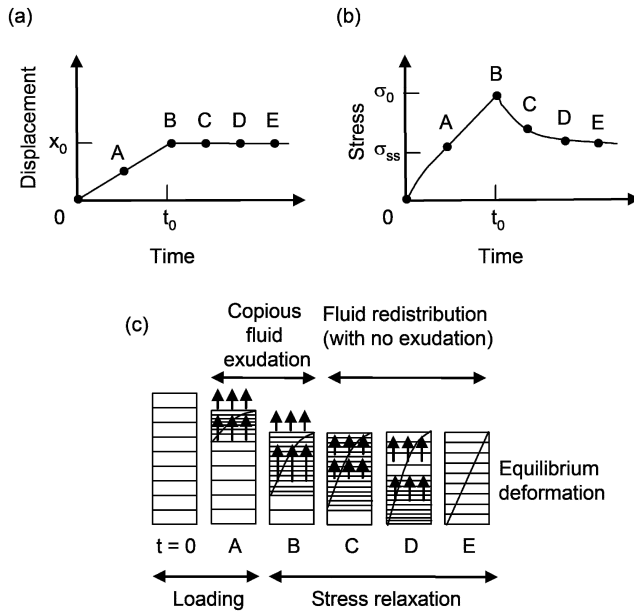 (a)
(b)
Displacement
x₀
A
B C D E
0
t₀
Time
Stress
σ₀
σss
A
B
C
D
E
0
t₀
Time
(c)
Copious
fluid
exudation
Fluid redistribution
(with no exudation)
Equilibrium
deformation
t = 0 A B C D E
Loading
Stress relaxation